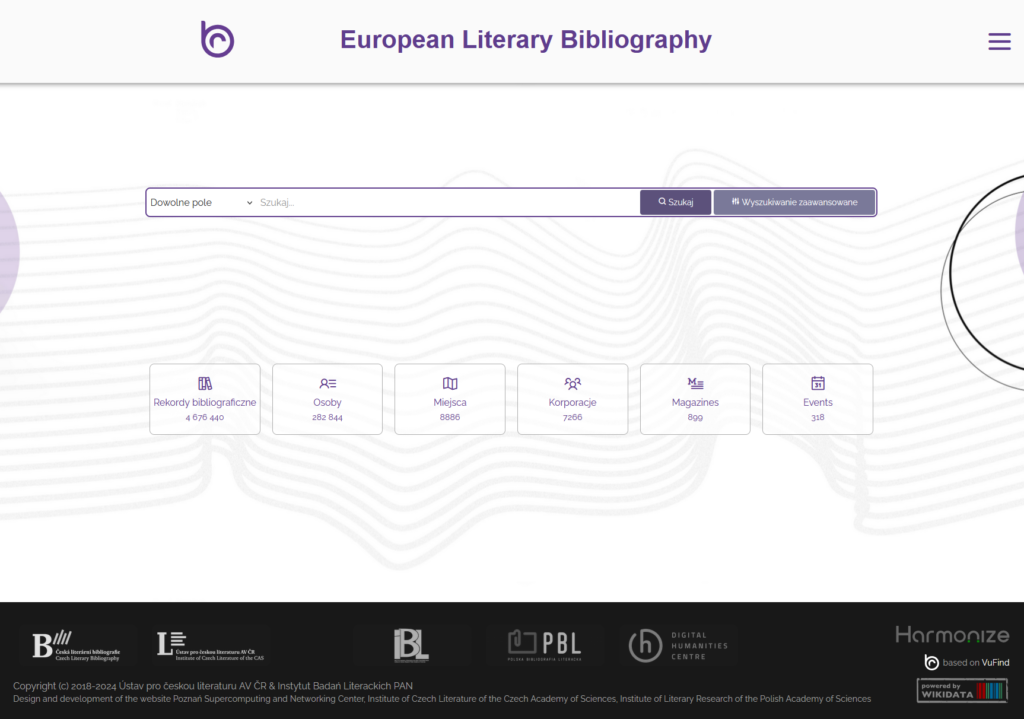 European Literary Bibliography
Dowolne pole
Szukaj...
Szukaj
Wyszukiwanie zaawansowane
Rekordy bibliograficzne
4 676 440
Osoby
282 844
Miejsca
8886
Korporacje
7266
Magazines
899
31
Events
318
B
Česká literární bibliografie
Czech Literary Bibliography
L
Ústav pro českou literaturu AV ČR
Institute of Czech Literature of the CAS
iBL
PBL
POLSKA BIBLIOGRAFIA LITERACKA
h
DIGITAL
HUMANITIES
CENTRE
Harmonize
based on VuFind
powered by
WIKIDATA
Copyright (c) 2018-2024 Ústav pro českou literaturu AV ČR & Instytut Badań Literackich PAN
Design and development of the website Poznań Supercomputing and Networking Center, Institute of Czech Literature of the Czech Academy of Sciences, Institute of Literary Research of the Polish Academy of Sciences